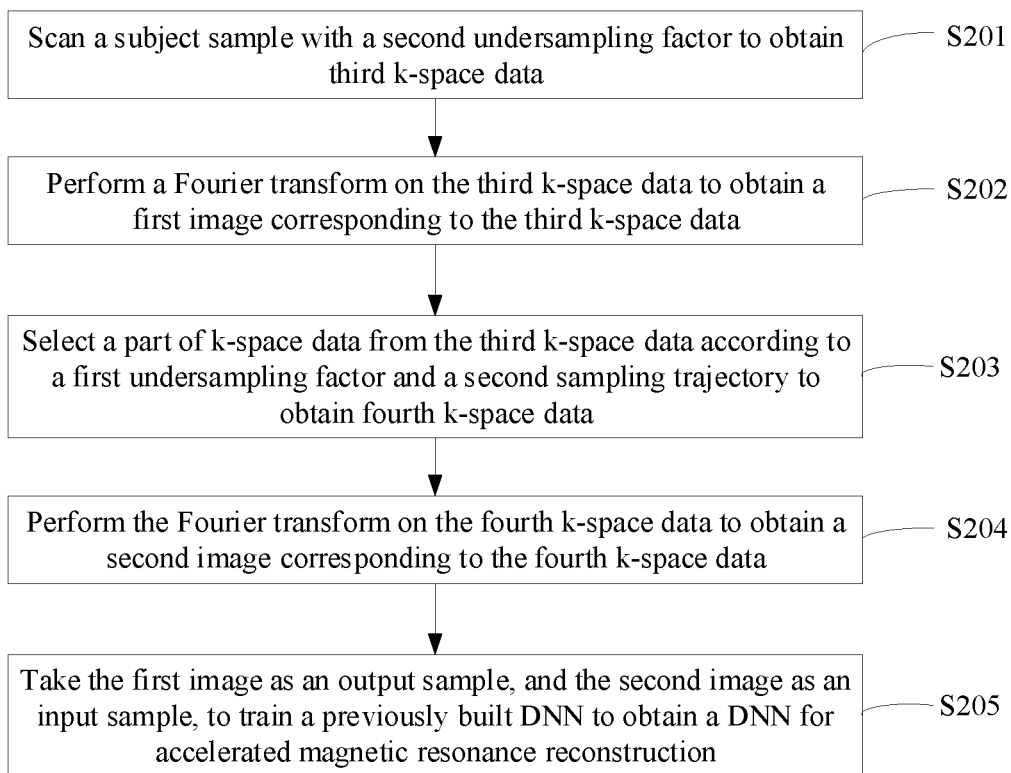 Scan a subject sample with a second undersampling factor to obtain
third k-space data
S201
Perform a Fourier transform on the third k-space data to obtain a
first image corresponding to the third k-space data
S202
Select a part of k-space data from the third k-space data according to
a first undersampling factor and a second sampling trajectory to
obtain fourth k-space data
S203
Perform the Fourier transform on the fourth k-space data to obtain a
second image corresponding to the fourth k-space data
S204
Take the first image as an output sample, and the second image as an
input sample, to train a previously built DNN to obtain a DNN for
accelerated magnetic resonance reconstruction
S205